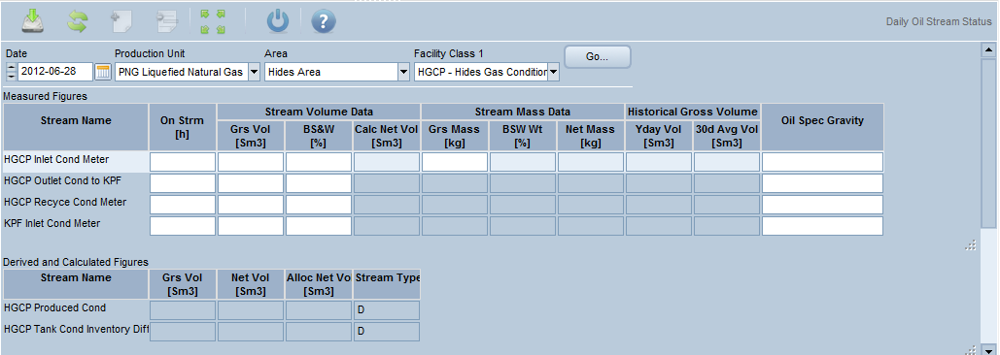 Daily Oil Stream Status
Date Production Unit Area Facility Class 1
2012-06-28 PNG Liquefied Natural Gas Hides Area HGCP - Hides Gas Condition Go...
Measured Figures
Stream Name On Strm [h] Stream Volume Data Stream Mass Data Historical Gross Volume Oil Spec Gravity
Grs Vol [Sm3] BS&W [%] Calc Net Vol [Sm3] Grs Mass [kg] BSW Wt [%] Net Mass [kg] Yday Vol [Sm3] 30d Avg Vol [Sm3]
HGCP Inlet Cond Meter
HGCP Outlet Cond to KPF
HGCP Recyce Cond Meter
KPF Inlet Cond Meter
Derived and Calculated Figures
Stream Name Grs Vol [Sm3] Net Vol [Sm3] Alloc Net Vo [Sm3] Stream Type
HGCP Produced Cond D
HGCP Tank Cond Inventory Diff D